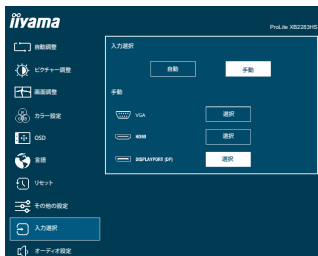 iiyama
ProLite XB2283HS
自動調整
ピクチャー調整
画面調整
カラー設定
OSD
言語
リセット
その他の設定
入力選択
オーディオ設定
入力選択
自動
手動
手動
VGA
選択
HDMI
選択
DISPLAYPORT (DP)
選択